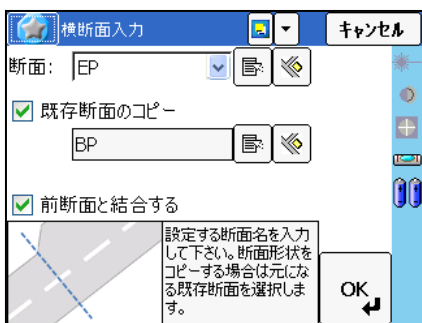 横断面入力
キャンセル
断面：
EP
既存断面のコピー
BP
前断面と結合する
設定する断面名を入力
して下さい。断面形状を
コピーする場合は元にな
る既存断面を選択しま
す。
OK